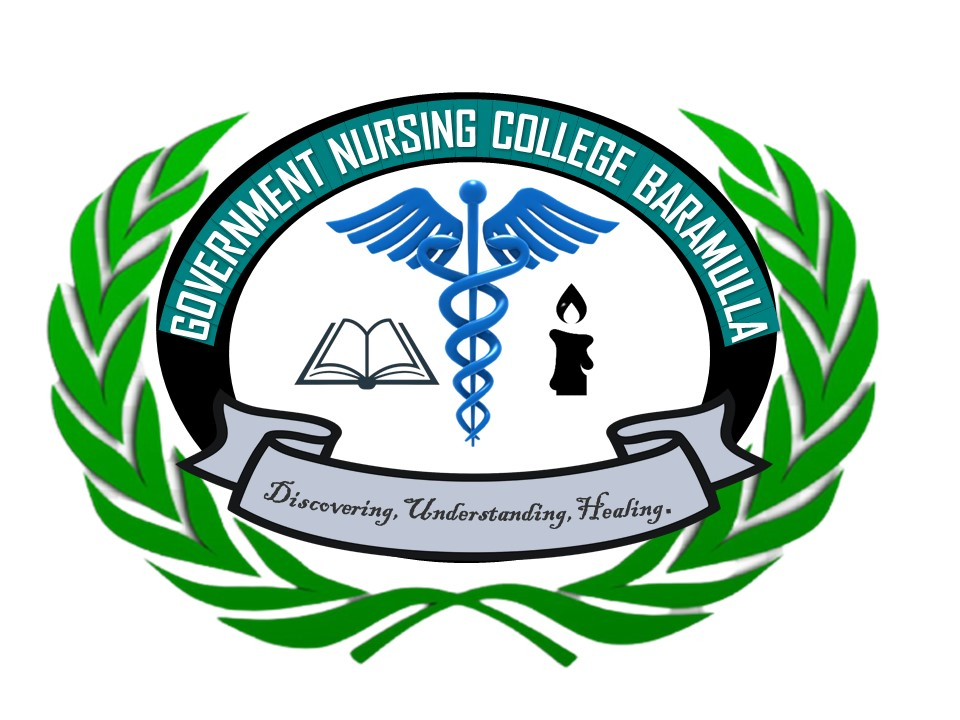 GOVERNMENT NURSING COLLEGE BARAMULLA
Discovering, Understanding, Healing.